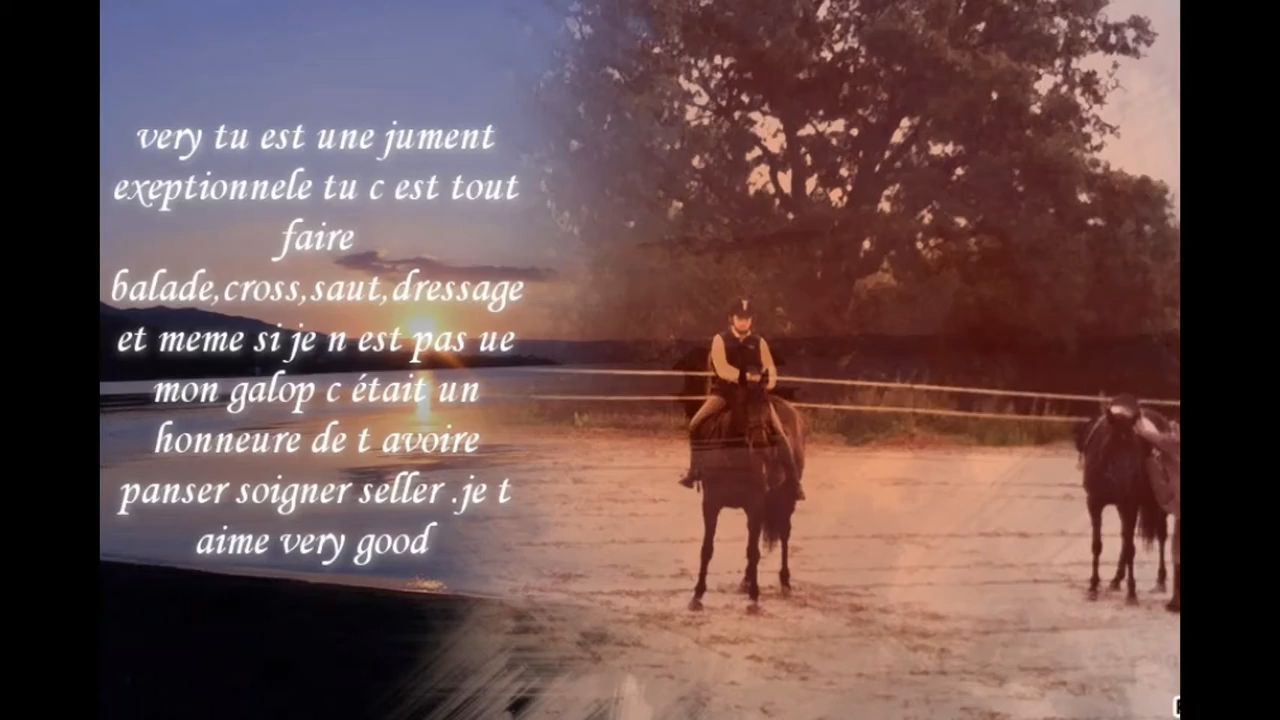 very tu est une jument
exeptionnele tu c est tout
faire
balade,cross,saut,dressage
et meme si je n est pas ue
mon galop c était un
honneure de t avoire
panser soigner seller .je t
aime very good